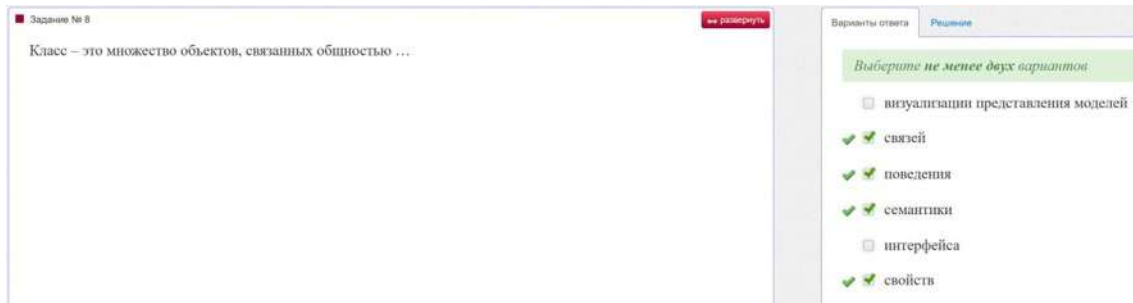 Задание № 8
развернуть
Класс – это множество объектов, связанных общностью …
Варианты ответа
Решение
Выберите не менее двух вариантов
визуализации представления моделей
связей
поведения
семантики
интерфейса
свойств